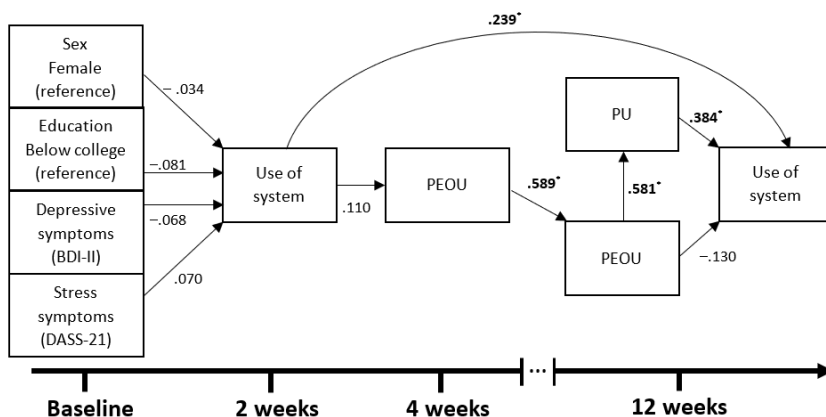 Sex
Female
(reference)
Education
Below college
(reference)
Depressive
symptoms
(BDI-II)
Stress
symptoms
(DASS-21)
– .034
–.081
–.068
.070
Use of
system
.110
PEOU
.239*
.589*
PU
.581*
PEOU
.384*
–.130
Use of
system
...
Baseline
2 weeks
4 weeks
12 weeks